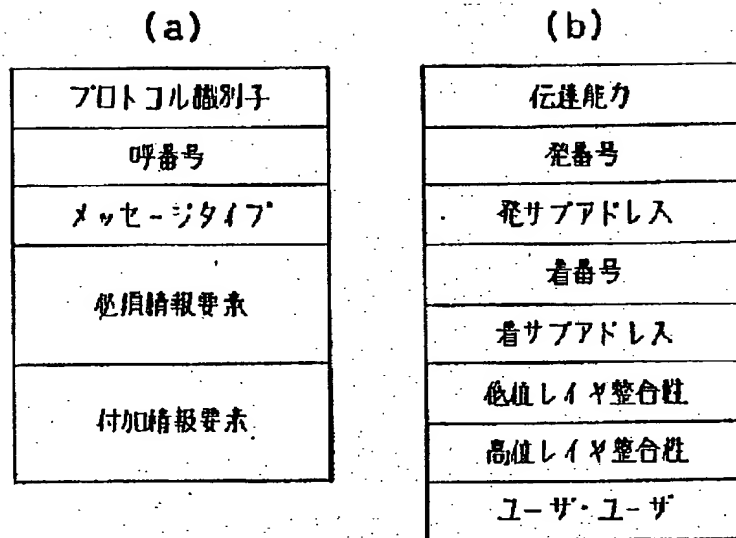 (a)
プロトコル識別子
呼番号
メッセージタイプ
必須情報要素
付加情報要素
(b)
伝達能力
発番号
発サブアドレス
着番号
着サブアドレス
低位レイヤ整合性
高位レイヤ整合性
ユーザ・ユーザ